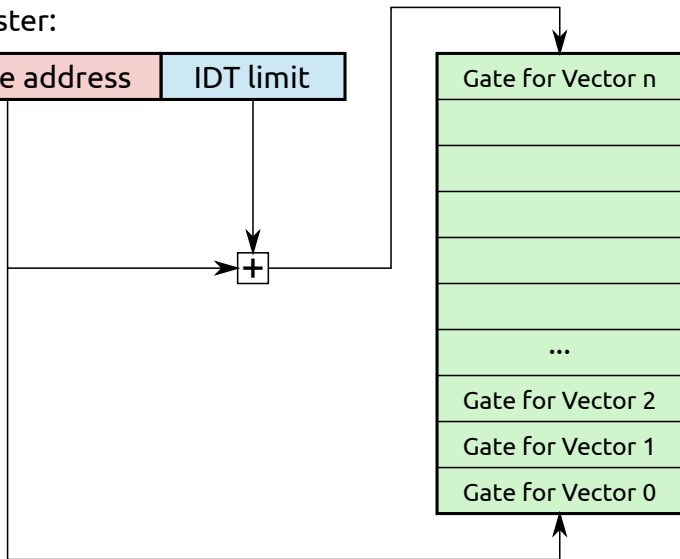 ster:
e address
IDT limit
+
Gate for Vector n
...
Gate for Vector 2
Gate for Vector 1
Gate for Vector 0